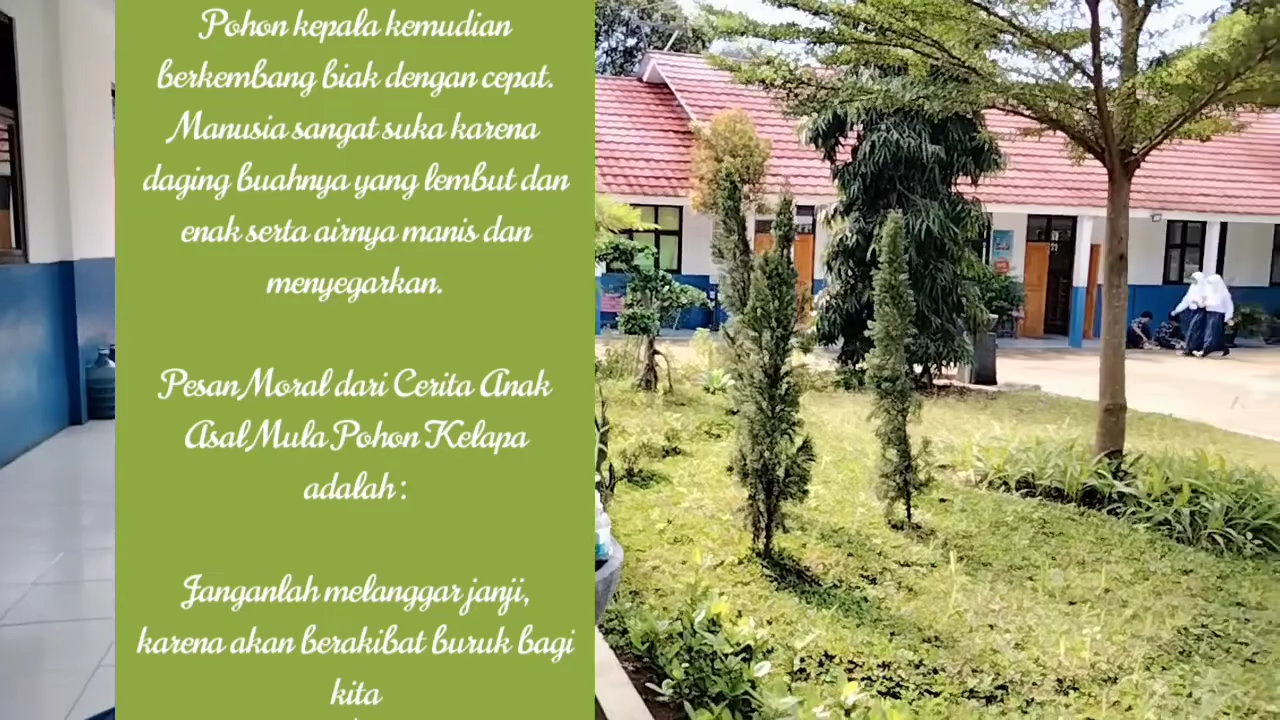 Pohon kepala kemudian
berkembang biak dengan cepat.
Manusia sangat suka karena
daging buahnya yang lembut dan
enak serta airnya manis dan
menyegarkan.
Pesan Moral dari Cerita Anak
Asal Mula Pohon Kelapa
adalah :
Janganlah melanggar janji,
karena akan berakibat buruk bagi
kita